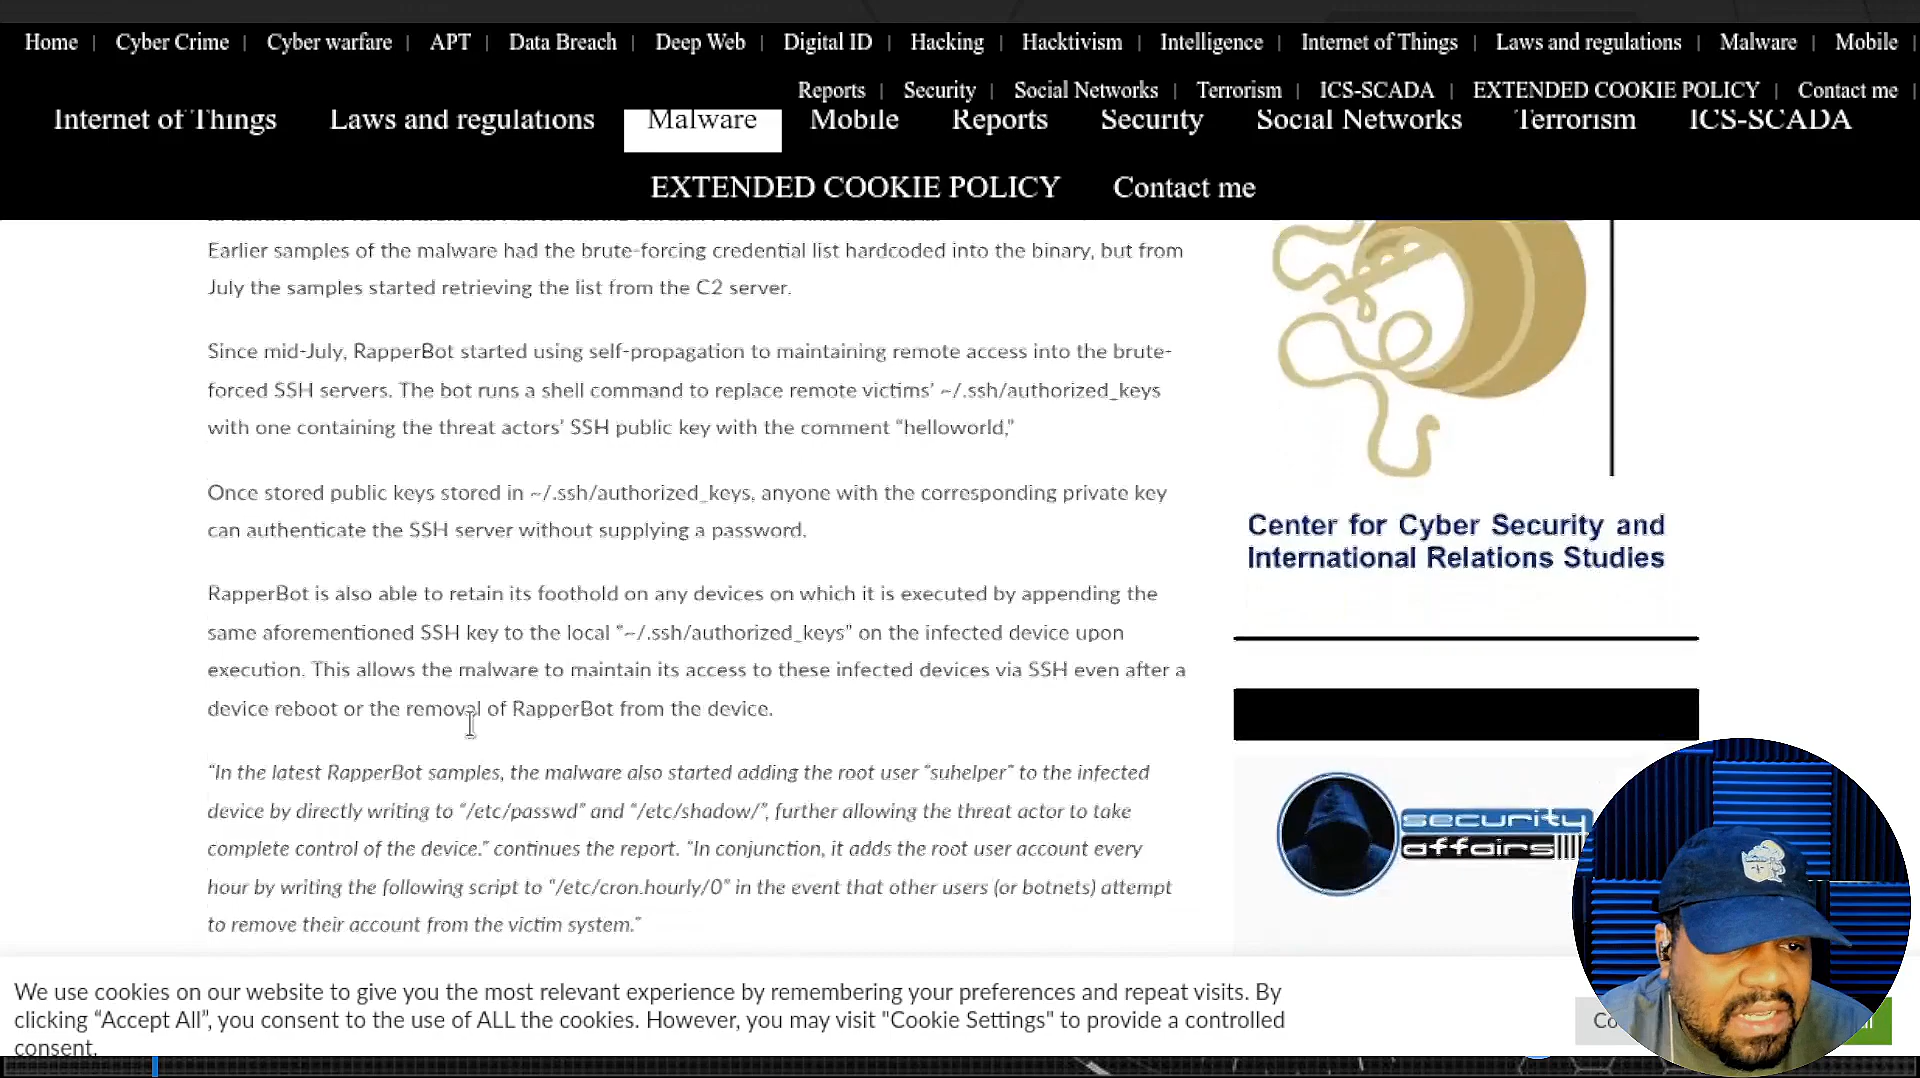 Home | Cyber Crime | Cyber warfare | APT | Data Breach | Deep Web | Digital ID | Hacking | Hacktivism | Intelligence | Internet of Things | Laws and regulations | Malware | Mobile |
Reports | Security | Social Networks | Terrorism | ICS-SCADA | EXTENDED COOKIE POLICY | Contact me |
Internet of Things Laws and regulations Malware Mobile Reports Security Social Networks Terrorism ICS-SCADA
EXTENDED COOKIE POLICY Contact me
Earlier samples of the malware had the brute-forcing credential list hardcoded into the binary, but from
July the samples started retrieving the list from the C2 server.
Since mid-July, RapperBot started using self-propagation to maintaining remote access into the brute-
forced SSH servers. The bot runs a shell command to replace remote victims’ ~/.ssh/authorized_keys
with one containing the threat actors’ SSH public key with the comment “helloworld,”
Once stored public keys stored in ~/.ssh/authorized_keys, anyone with the corresponding private key
can authenticate the SSH server without supplying a password.
RapperBot is also able to retain its foothold on any devices on which it is executed by appending the
same aforementioned SSH key to the local “~/.ssh/authorized_keys” on the infected device upon
execution. This allows the malware to maintain its access to these infected devices via SSH even after a
device reboot or the removal of RapperBot from the device.
“In the latest RapperBot samples, the malware also started adding the root user “suhelper” to the infected
device by directly writing to “/etc/passwd” and “/etc/shadow/”, further allowing the threat actor to take
complete control of the device.” continues the report. “In conjunction, it adds the root user account every
hour by writing the following script to “/etc/cron.hourly/0” in the event that other users (or botnets) attempt
to remove their account from the victim system.”
Center for Cyber Security and
International Relations Studies
security
affairs
We use cookies on our website to give you the most relevant experience by remembering your preferences and repeat visits. By
clicking “Accept All”, you consent to the use of ALL the cookies. However, you may visit "Cookie Settings" to provide a controlled
consent.